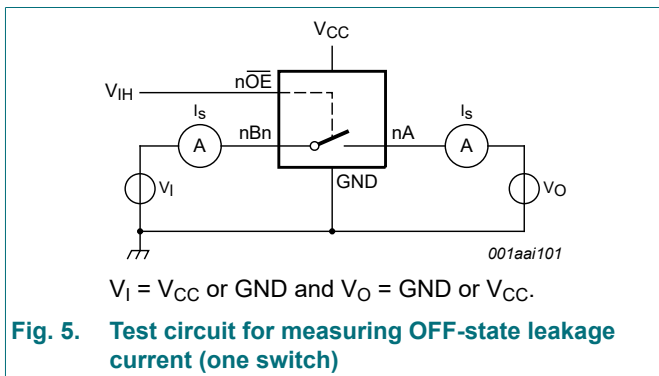 VCC
nOE
VIH
Is
Is
nBn
nA
A
A
VI
GND
VO
001aai101
VI = VCC or GND and VO = GND or VCC.
Fig. 5. Test circuit for measuring OFF-state leakage
current (one switch)